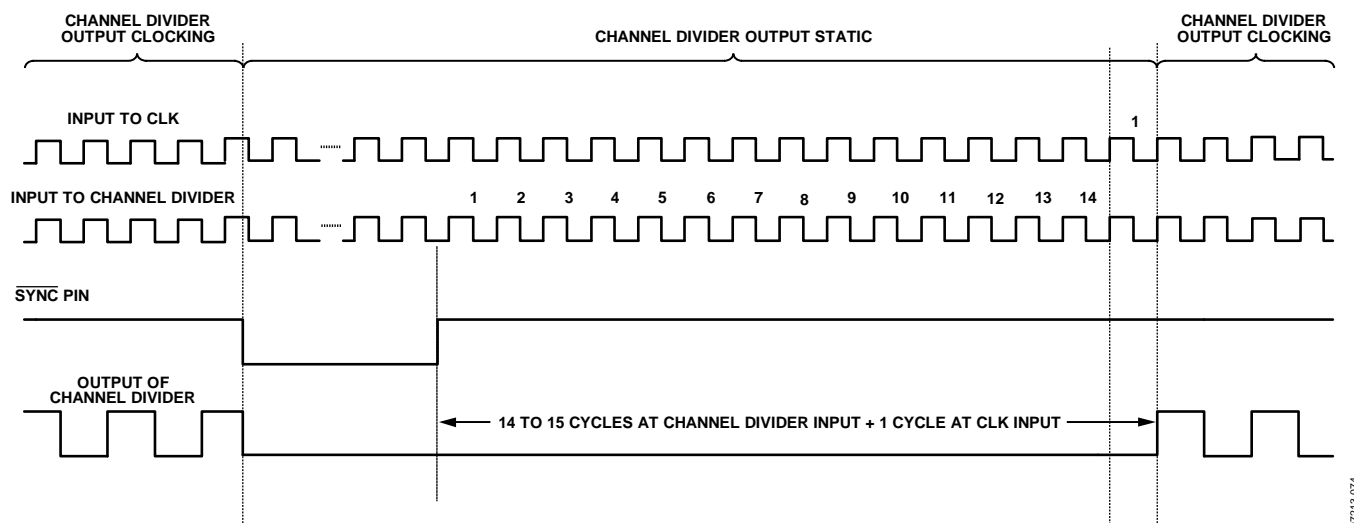 CHANNEL DIVIDER
OUTPUT CLOCKING
CHANNEL DIVIDER OUTPUT STATIC
CHANNEL DIVIDER
OUTPUT CLOCKING
INPUT TO CLK
1
INPUT TO CHANNEL DIVIDER
1 2 3 4 5 6 7 8 9 10 11 12 13 14
SYNC PIN
OUTPUT OF
CHANNEL DIVIDER
14 TO 15 CYCLES AT CHANNEL DIVIDER INPUT + 1 CYCLE AT CLK INPUT